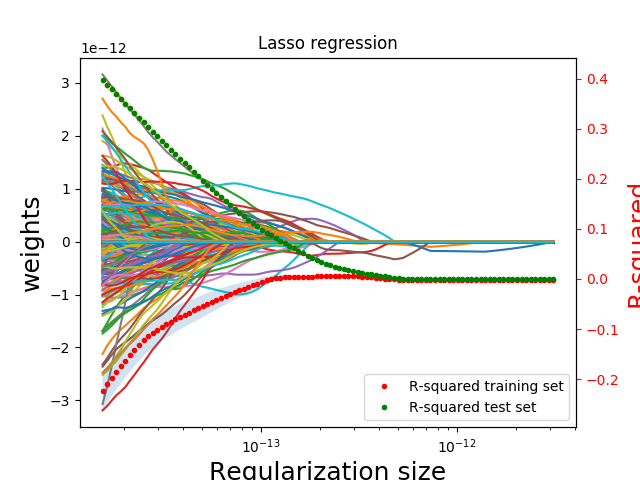 Lasso regression
1e−12
3
2
1
0
−1
−2
−3
weights
0.4
0.3
0.2
0.1
0.0
−0.1
−0.2
R-squared
R-squared training set
R-squared test set
10−13
10−12
Regularization size